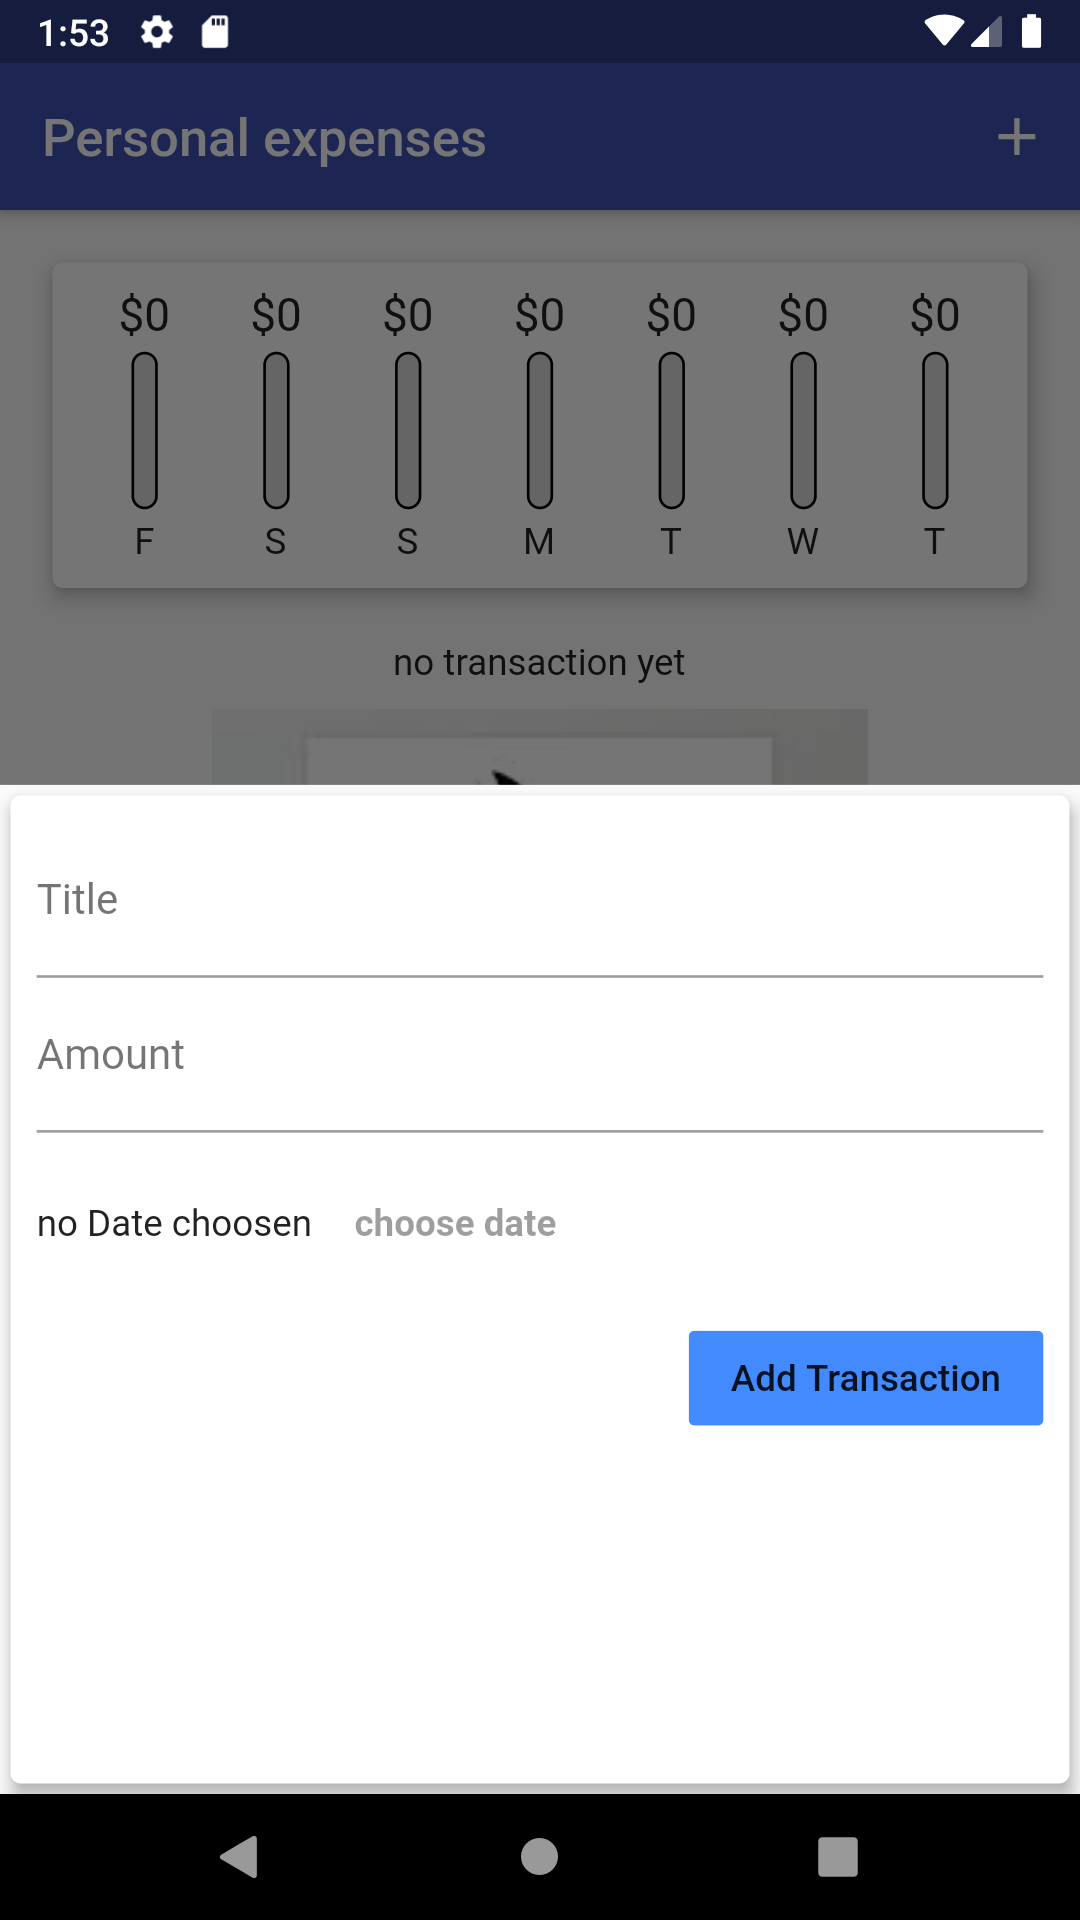 1:53
Personal expenses
$0 $0 $0 $0 $0 $0 $0
F S S M T W T
no transaction yet
Title
Amount
no Date choosen choose date
Add Transaction